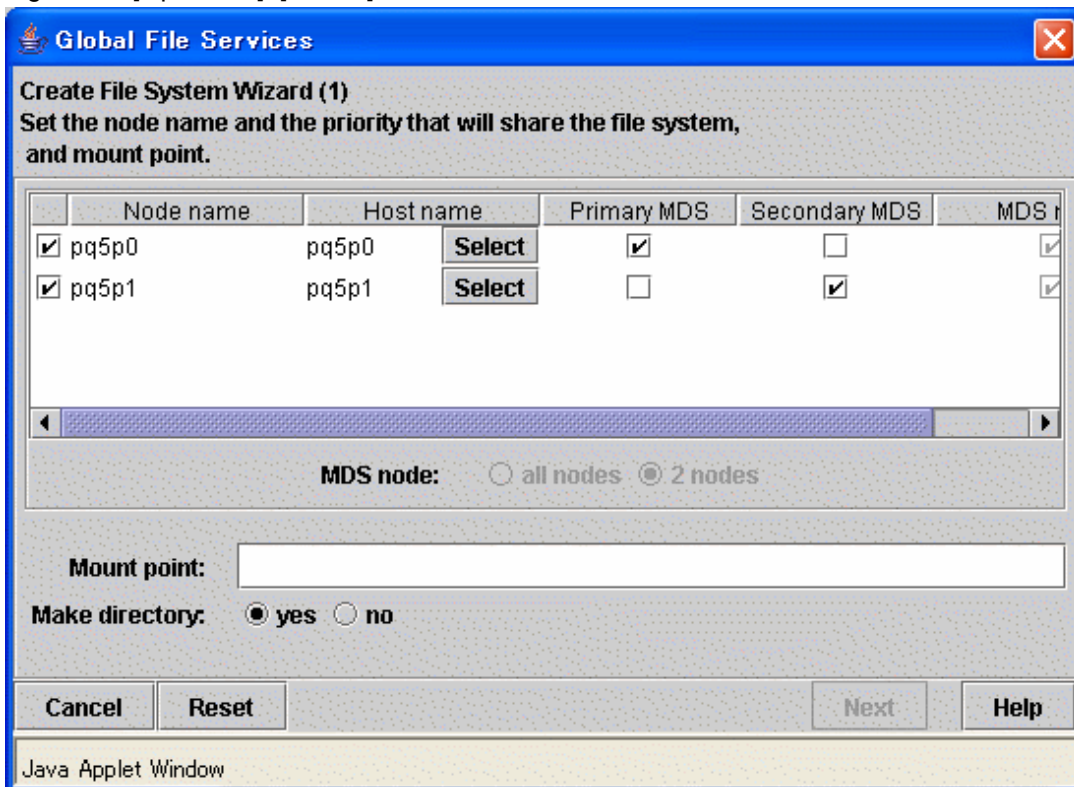 Global File Services
Create File System Wizard (1)
Set the node name and the priority that will share the file system,
and mount point.
Node name Host name Primary MDS Secondary MDS MDS
pq5p0 pq5p0 Select
pq5p1 pq5p1 Select
MDS node: all nodes 2 nodes
Mount point:
Make directory: yes no
Cancel Reset Next Help
Java Applet Window